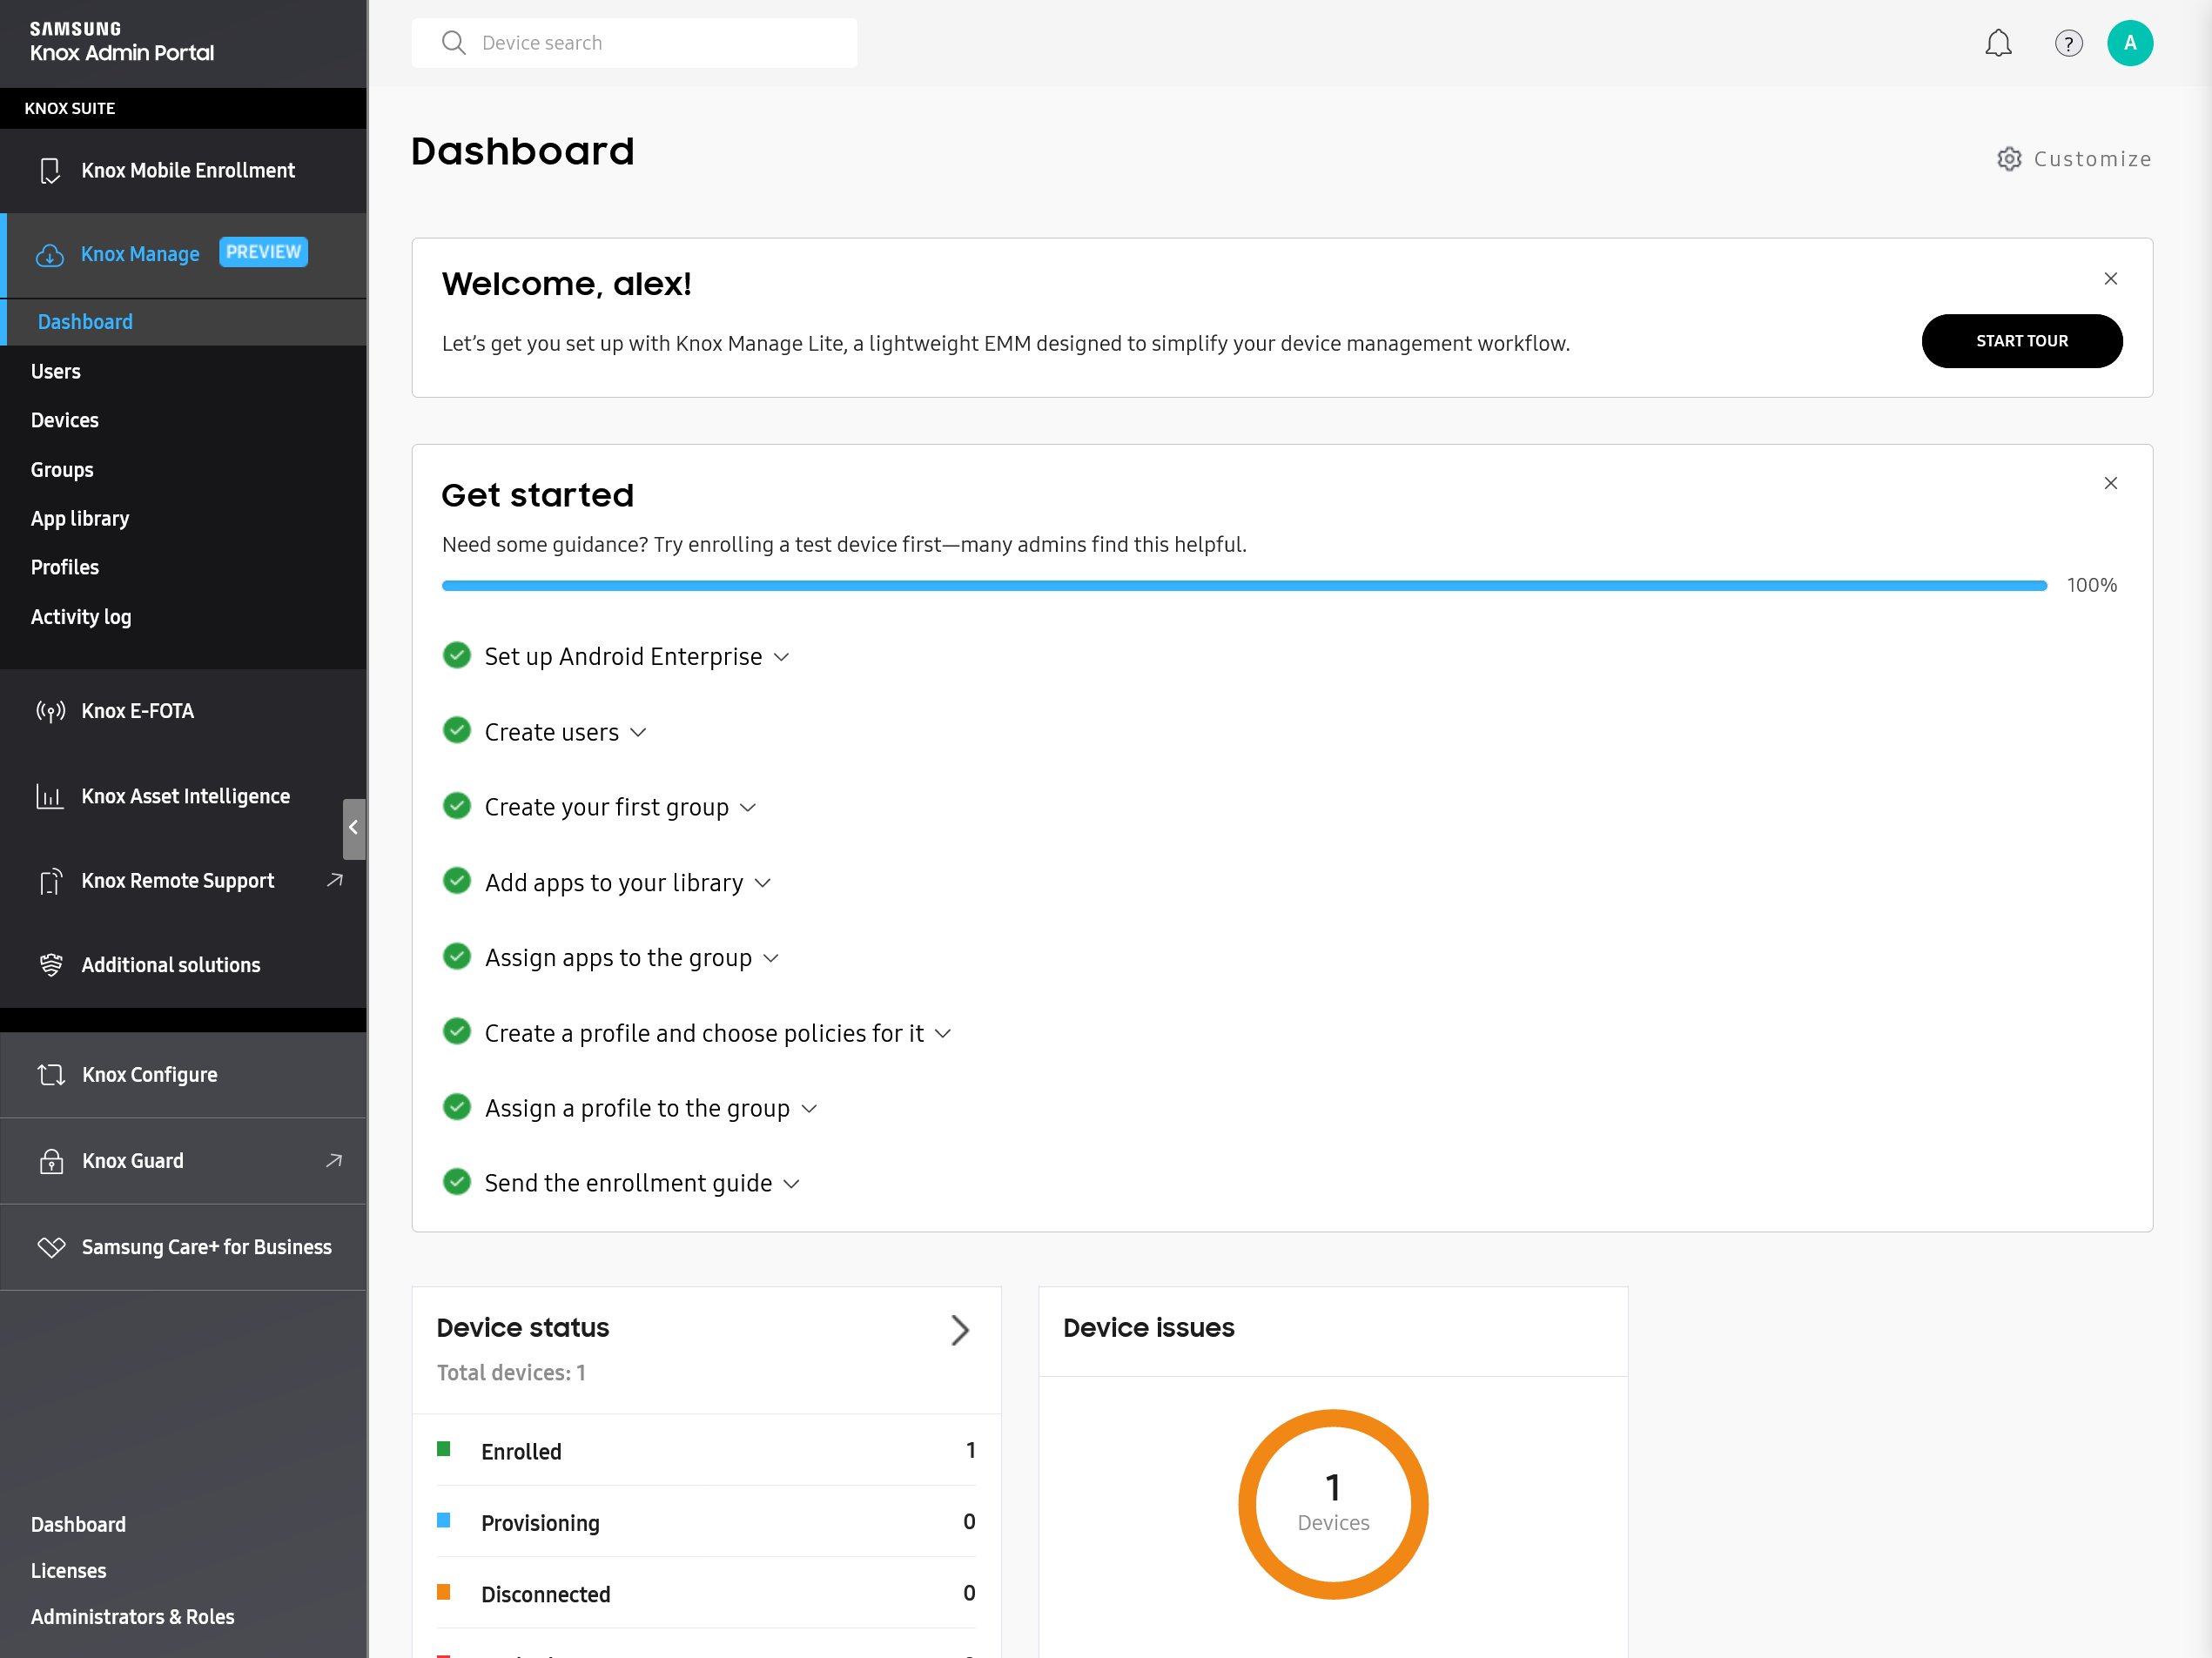 SAMSUNG
Knox Admin Portal
KNOX SUITE
Knox Mobile Enrollment
Knox Manage PREVIEW
Dashboard
Users
Devices
Groups
App library
Profiles
Activity log
Knox E-FOTA
Knox Asset Intelligence
Knox Remote Support
Additional solutions
Knox Configure
Knox Guard
Samsung Care+ for Business
Dashboard
Licenses
Administrators & Roles
Device search
?
A
Dashboard
Customize
Welcome, alex!
Let’s get you set up with Knox Manage Lite, a lightweight EMM designed to simplify your device management workflow.
START TOUR
Get started
Need some guidance? Try enrolling a test device first—many admins find this helpful.
100%
Set up Android Enterprise
Create users
Create your first group
Add apps to your library
Assign apps to the group
Create a profile and choose policies for it
Assign a profile to the group
Send the enrollment guide
Device status
Total devices: 1
Enrolled 1
Provisioning 0
Disconnected 0
Device issues
1
Devices